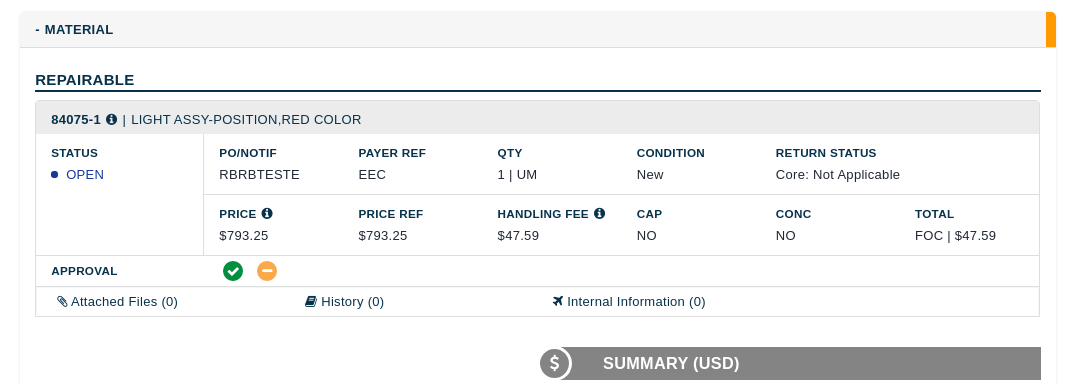 - MATERIAL
REPAIRABLE
84075-1 | LIGHT ASSY-POSITION,RED COLOR
STATUS PO/NOTIF PAYER REF QTY CONDITION RETURN STATUS
OPEN RBRBTESTE EEC 1 | UM New Core: Not Applicable
PRICE PRICE REF HANDLING FEE CAP CONC TOTAL
$793.25 $793.25 $47.59 NO NO FOC | $47.59
APPROVAL
Attached Files (0) History (0) Internal Information (0)
$ SUMMARY (USD)